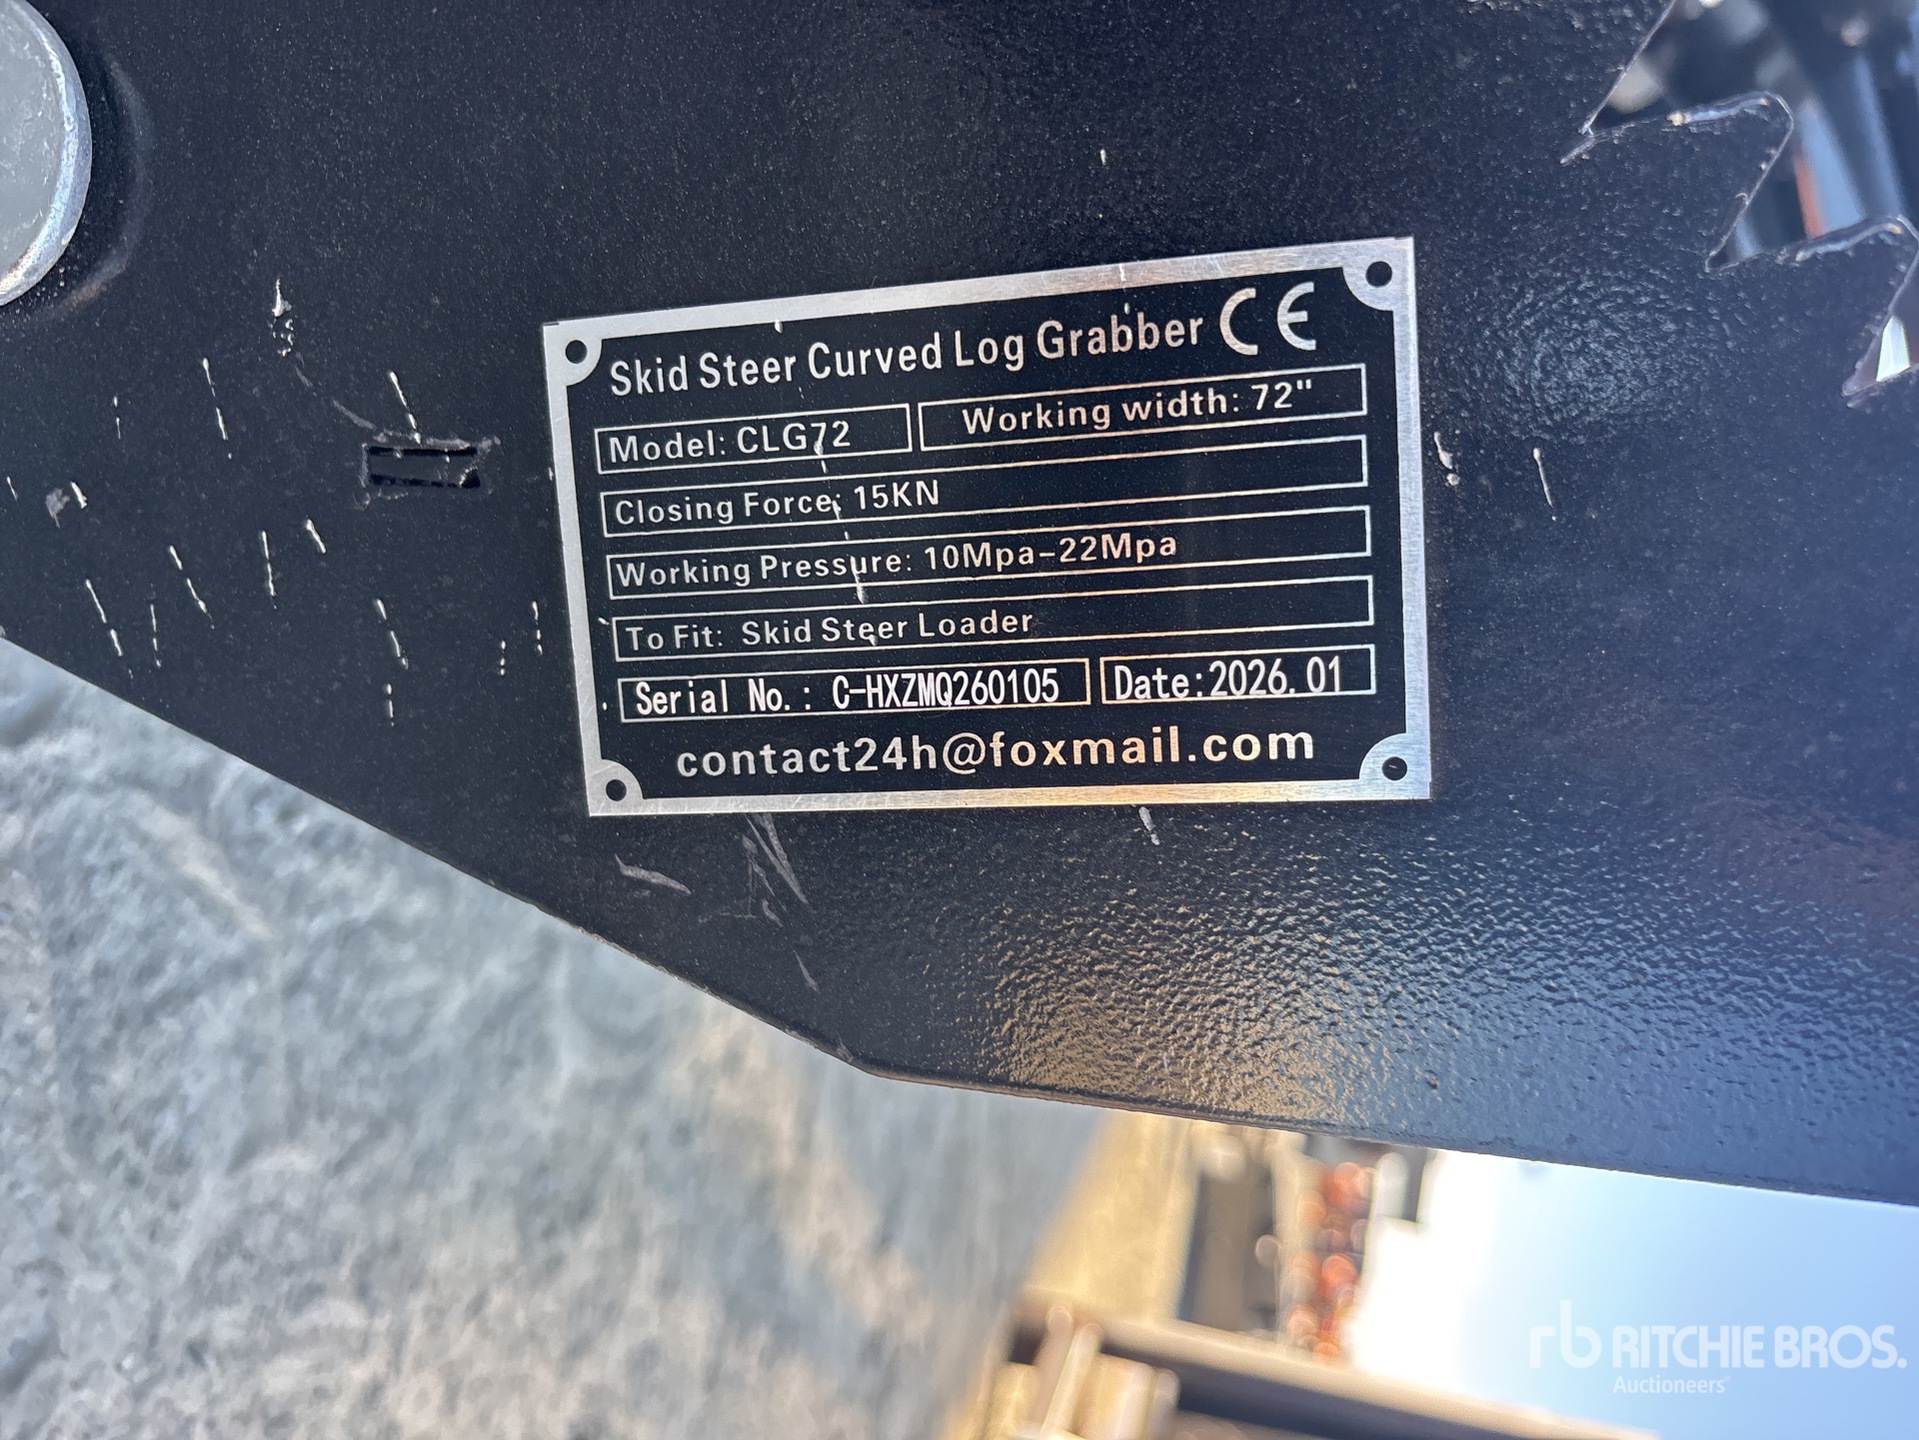 Skid Steer Curved Log Grabber CE
Model: CLG72 Working width: 72"
Closing Force: 15KN
Working Pressure: 10Mpa-22Mpa
To Fit: Skid Steer Loader
Serial No.: C-HXZMQ260105 Date:2026.01
contact24h@foxmail.com
rb RITCHIE BROS.
Auctioneers